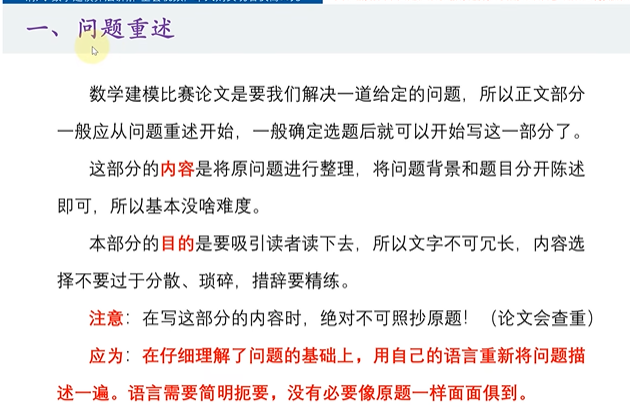 一、问题重述
数学建模比赛论文是要我们解决一道给定的问题，所以正文部分
一般应从问题重述开始，一般确定选题后就可以开始写这一部分了。
这部分的内容是将原问题进行整理，将问题背景和题目分开陈述
即可，所以基本没啥难度。
本部分的目的是要吸引读者读下去，所以文字不可冗长，内容选
择不要过于分散、琐碎，措辞要精练。
注意：在写这部分的内容时，绝对不可照抄原题！（论文会查重）
应为：在仔细理解了问题的基础上，用自己的语言重新将问题描
述一遍。语言需要简明扼要，没有必要像原题一样面面俱到。